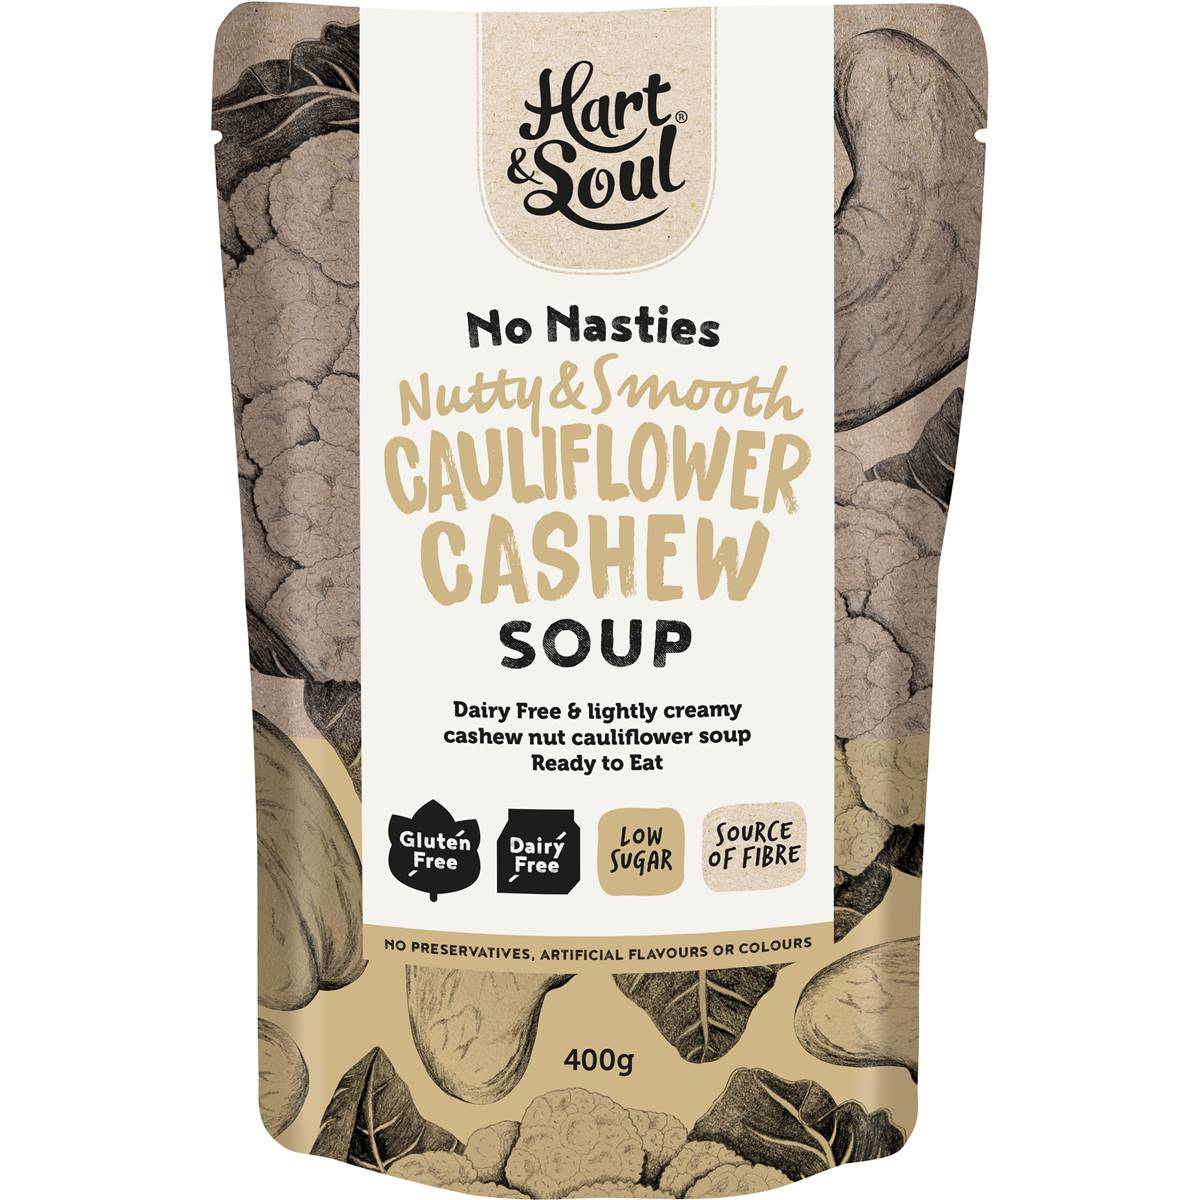 Hart
& Soul®
No Nasties
Nutty & Smooth
CAULIFLOWER
CASHEW
SOUP
Dairy Free & lightly creamy
cashew nut cauliflower soup
Ready to Eat
Gluten
Free
Dairy
Free
LOW
SUGAR
SOURCE
OF FIBRE
NO PRESERVATIVES, ARTIFICIAL FLAVOURS OR COLOURS
400g